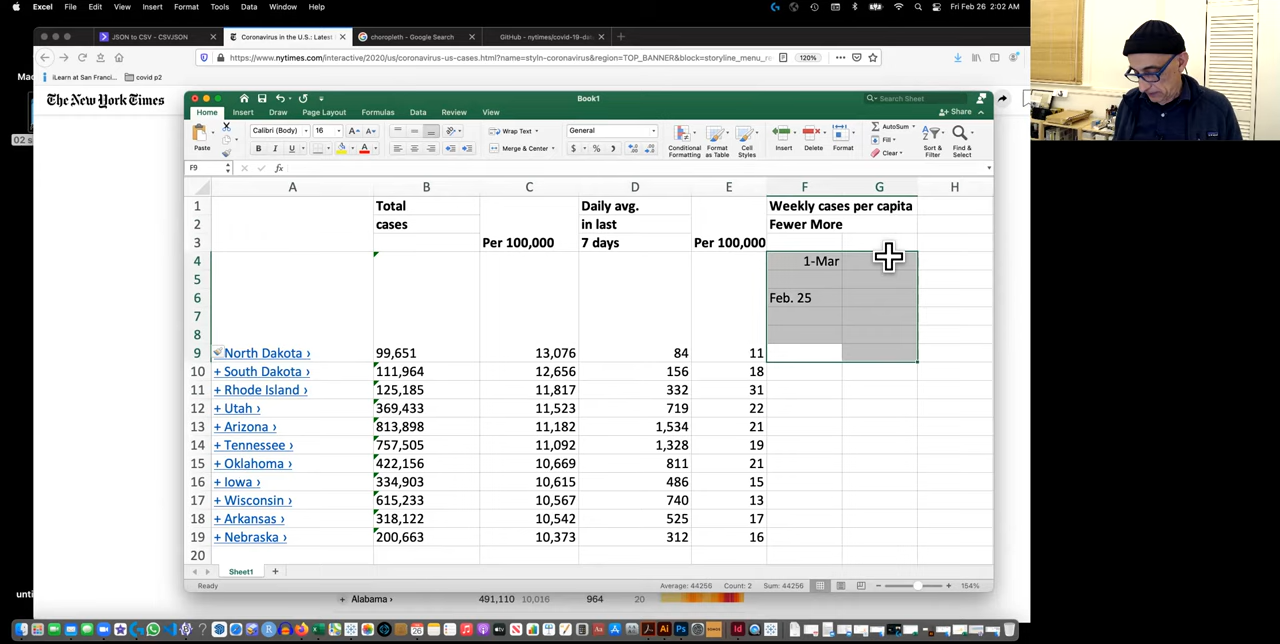 Excel File Edit View Insert Format Tools Data Window Help
Fri Feb 26 2:02 AM
JSON to CSV - CSVJSON
Coronavirus in the U.S.: Latest
choropleth - Google Search
GitHub - nytimes/covid-19-da
https://www.nytimes.com/interactive/2020/us/coronavirus-us-cases.html?name=styln-coronavirus&region=TOP_BANNER&block=storyline_menu_re
120%
iLearn at San Franci...
covid p2
The New York Times
Book1
Search Sheet
Home Insert Draw Page Layout Formulas Data Review View
Share
Paste
Calibri (Body) 16
Wrap Text
General
AutoSum
B I U
Merge & Center
$ %
Fill
Clear
Conditional Formatting
Format as Table
Cell Styles
Insert
Delete
Format
Sort & Filter
Find & Select
F9
fx
A B C D E F G H
1 Total Daily avg. Weekly cases per capita
2 cases in last Fewer More
3 Per 100,000 7 days Per 100,000
4 1-Mar
5
6 Feb. 25
7
8
9 North Dakota › 99,651 13,076 84 11
10 + South Dakota › 111,964 12,656 156 18
11 + Rhode Island › 125,185 11,817 332 31
12 + Utah › 369,433 11,523 719 22
13 + Arizona › 813,898 11,182 1,534 21
14 + Tennessee › 757,505 11,092 1,328 19
15 + Oklahoma › 422,156 10,669 811 21
16 + Iowa › 334,903 10,615 486 15
17 + Wisconsin › 615,233 10,567 740 13
18 + Arkansas › 318,122 10,542 525 17
19 + Nebraska › 200,663 10,373 312 16
20
Sheet1
Ready
Average: 44256 Count: 2 Sum: 44256
154%
+ Alabama › 491,110 10,016 964 20